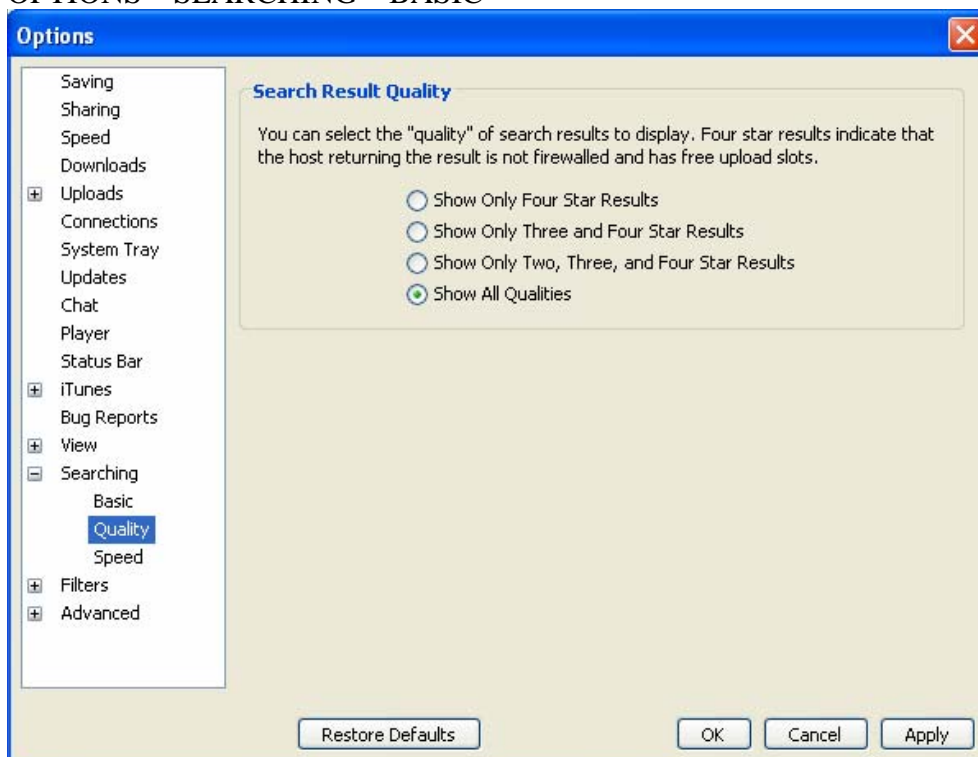 OPTIONS – SEARCHING – BASIC
Options
Saving
Sharing
Speed
Downloads
Uploads
Connections
System Tray
Updates
Chat
Player
Status Bar
iTunes
Bug Reports
View
Searching
Basic
Quality
Speed
Filters
Advanced
Search Result Quality
You can select the "quality" of search results to display. Four star results indicate that
the host returning the result is not firewalled and has free upload slots.
Show Only Four Star Results
Show Only Three and Four Star Results
Show Only Two, Three, and Four Star Results
Show All Qualities
Restore Defaults
OK
Cancel
Apply